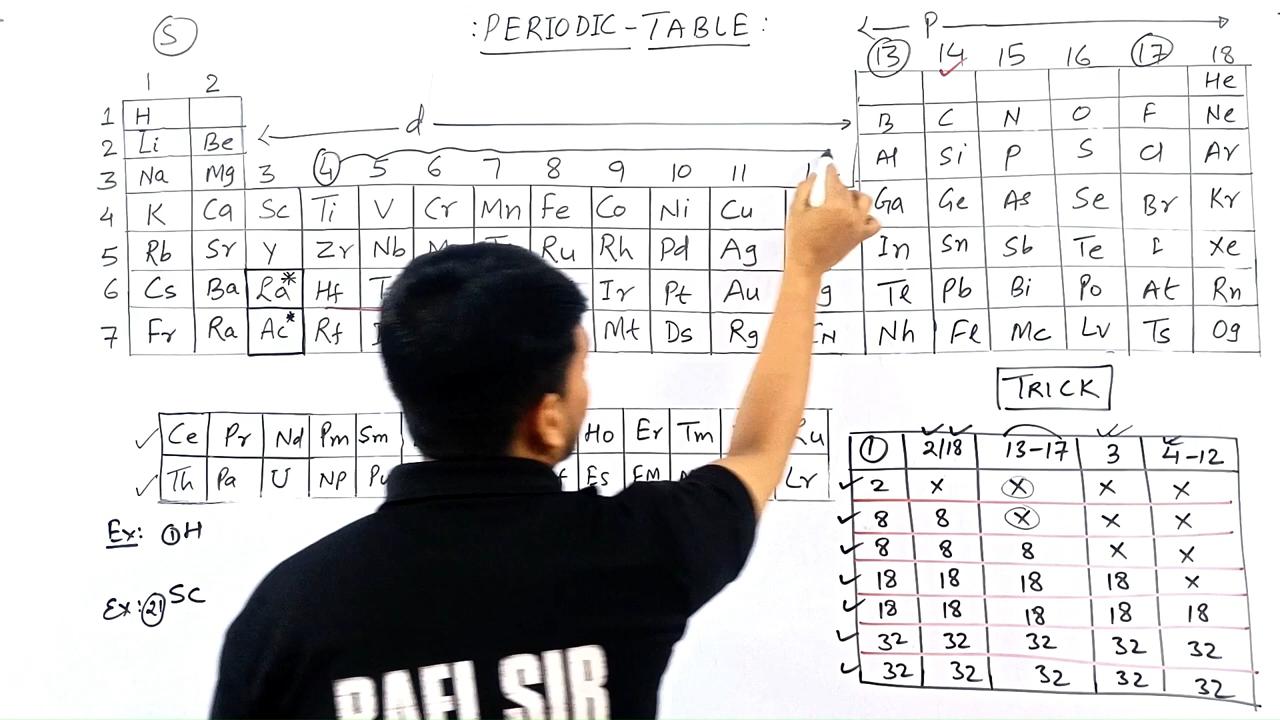 S
: PERIODIC - TABLE :
P
13 14 15 16 17 18
1 2
He
1 H
d
2 Li Be B C N O F Ne
3 Na Mg 3 4 5 6 7 8 9 10 11 Al Si P S Cl Ar
4 K Ca Sc Ti V Cr Mn Fe Co Ni Cu Ga Ge As Se Br Kr
5 Rb Sr Y Zr Nb Ru Rh Pd Ag In Sn Sb Te I Xe
6 Cs Ba La* Hf Ir Pt Au Tl Pb Bi Po At Rn
7 Fr Ra Ac* Rf Mt Ds Rg CN Nh Fl Mc Lv Ts Og
TRICK
Ce Pr Nd Pm Sm Ho Er Tm Lu
Th Pa U NP Pu Es FM Lr
1 2/18 13-17 3 4-12
2 × × × ×
8 8 × × ×
8 8 8 × ×
18 18 18 18 ×
18 18 18 18 18
32 32 32 32 32
32 32 32 32 32
Ex: 1H
Ex: 21 SC
RAFI SIR